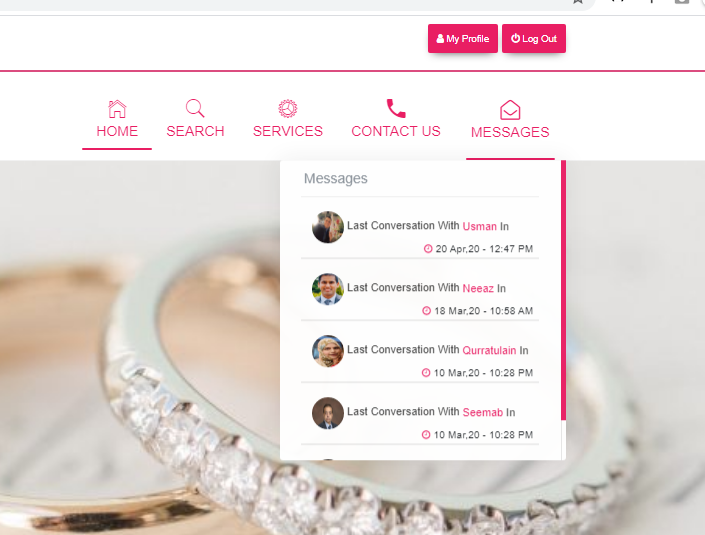 My Profile
Log Out
HOME
SEARCH
SERVICES
CONTACT US
MESSAGES
Messages
Last Conversation With Usman In
20 Apr,20 - 12:47 PM
Last Conversation With Neeaz In
18 Mar,20 - 10:58 AM
Last Conversation With Qurratulain In
10 Mar,20 - 10:28 PM
Last Conversation With Seemab In
10 Mar,20 - 10:28 PM